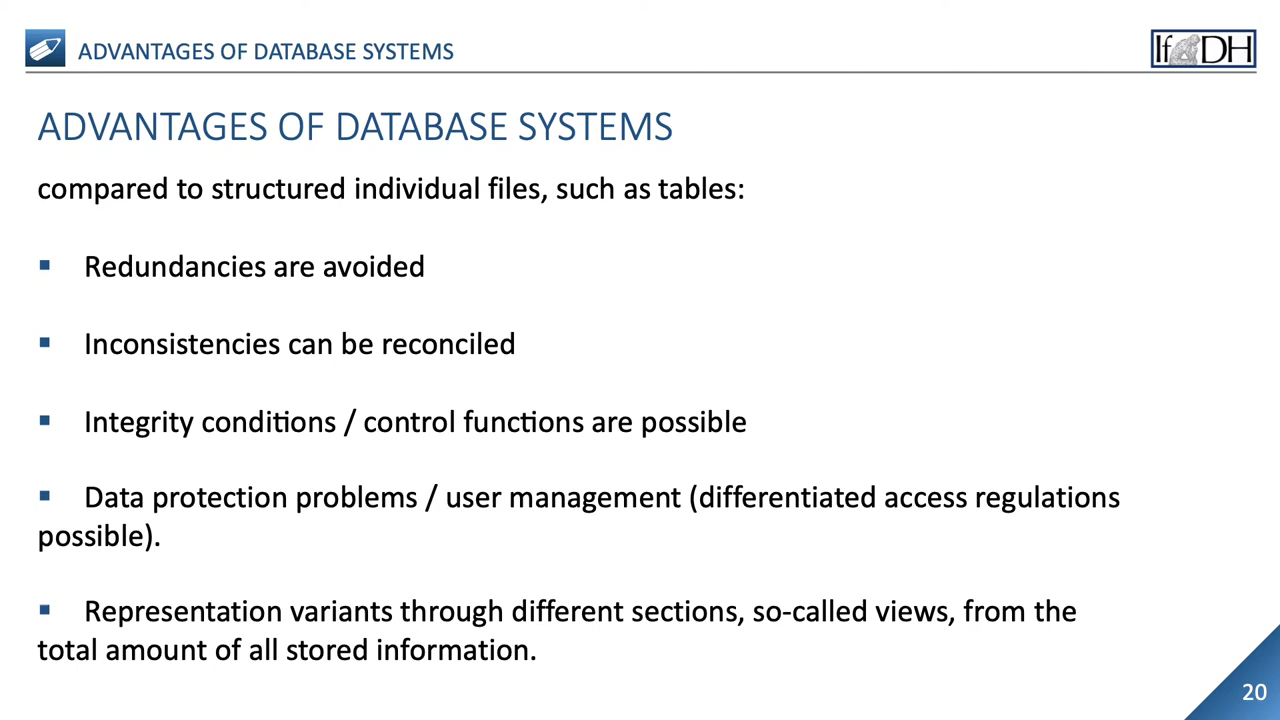 ADVANTAGES OF DATABASE SYSTEMS
IfDH
ADVANTAGES OF DATABASE SYSTEMS
compared to structured individual files, such as tables:
▪ Redundancies are avoided
▪ Inconsistencies can be reconciled
▪ Integrity conditions / control functions are possible
▪ Data protection problems / user management (differentiated access regulations
possible).
▪ Representation variants through different sections, so-called views, from the
total amount of all stored information.
20